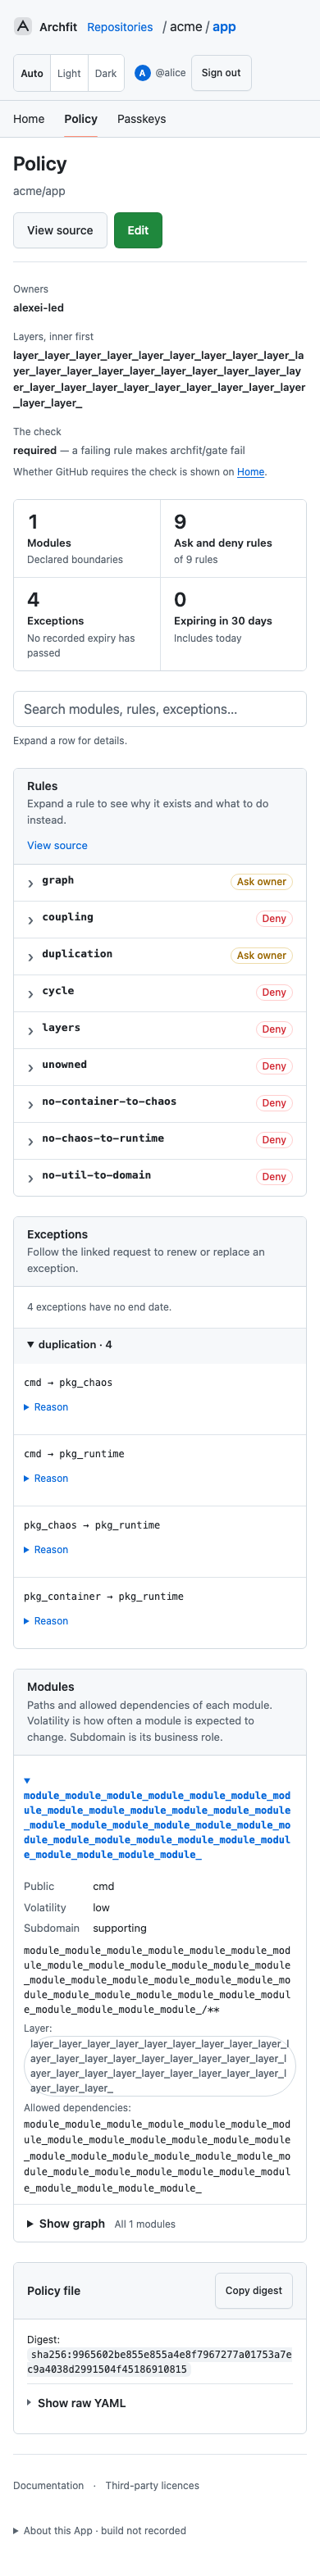 A Archfit Repositories / acme / app
Auto Light Dark A @alice Sign out
Home Policy Passkeys
Policy
acme/app
View source Edit
Owners
alexei-led
Layers, inner first
layer_layer_layer_layer_layer_layer_layer_layer_layer_la
yer_layer_layer_layer_layer_layer_layer_layer_layer_lay
er_layer_layer_layer_layer_layer_layer_layer_layer_layer
_layer_layer_
The check
required — a failing rule makes archfit/gate fail
Whether GitHub requires the check is shown on Home.
1 9
Modules Ask and deny rules
Declared boundaries of 9 rules
4 0
Exceptions Expiring in 30 days
No recorded expiry has Includes today
passed
Search modules, rules, exceptions...
Expand a row for details.
Rules
Expand a rule to see why it exists and what to do
instead.
View source
graph Ask owner
coupling Deny
duplication Ask owner
cycle Deny
layers Deny
unowned Deny
no-container-to-chaos Deny
no-chaos-to-runtime Deny
no-util-to-domain Deny
Exceptions
Follow the linked request to renew or replace an
exception.
4 exceptions have no end date.
duplication · 4
cmd → pkg_chaos
Reason
cmd → pkg_runtime
Reason
pkg_chaos → pkg_runtime
Reason
pkg_container → pkg_runtime
Reason
Modules
Paths and allowed dependencies of each module.
Volatility is how often a module is expected to
change. Subdomain is its business role.
module_module_module_module_module_module_mod
ule_module_module_module_module_module_module
_module_module_module_module_module_module_mo
dule_module_module_module_module_module_modul
e_module_module_module_module_
Public cmd
Volatility low
Subdomain supporting
module_module_module_module_module_module_mod
ule_module_module_module_module_module_module
_module_module_module_module_module_module_mo
dule_module_module_module_module_module_modul
e_module_module_module_module_/**
Layer:
layer_layer_layer_layer_layer_layer_layer_layer_layer_l
ayer_layer_layer_layer_layer_layer_layer_layer_layer_l
ayer_layer_layer_layer_layer_layer_layer_layer_layer_l
ayer_layer_layer_
Allowed dependencies:
module_module_module_module_module_module_mod
ule_module_module_module_module_module_module
_module_module_module_module_module_module_mo
dule_module_module_module_module_module_modul
e_module_module_module_module_
Show graph All 1 modules
Policy file Copy digest
Digest:
sha256:9965602be855e855a4e8f7967277a01753a7e
c9a4038d2991504f45186910815
Show raw YAML
Documentation · Third-party licences
About this App · build not recorded